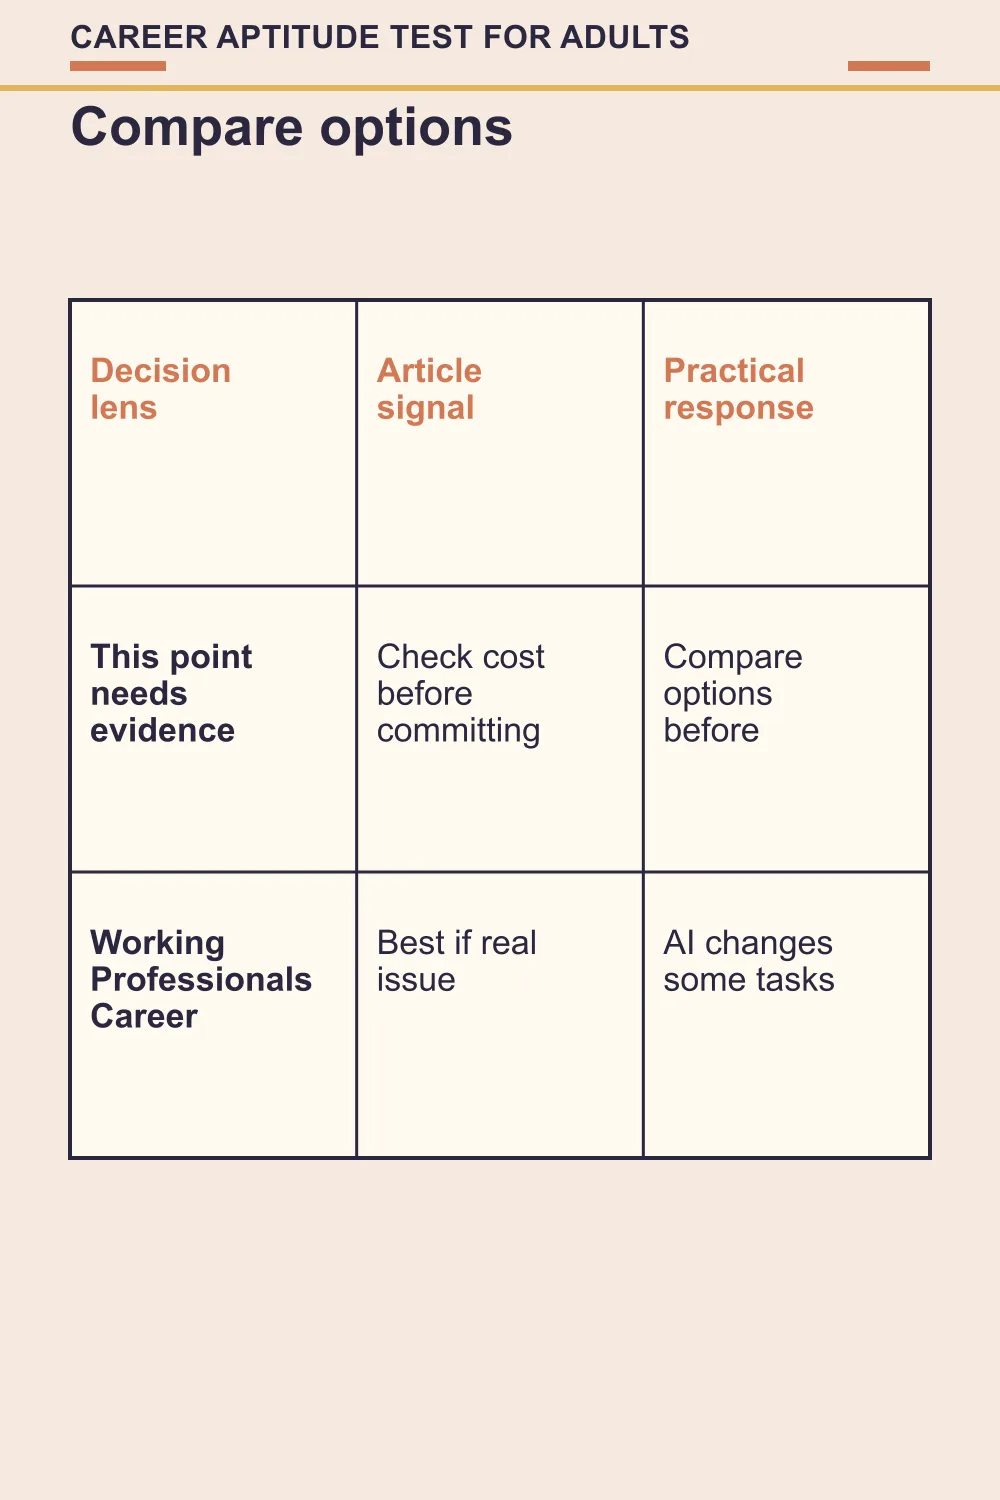 CAREER APTITUDE TEST FOR ADULTS
Compare options
Decision
lens
Article
signal
Practical
response
This point
needs
evidence
Check cost
before
committing
Compare
options
before
Working
Professionals
Career
Best if real
issue
AI changes
some tasks